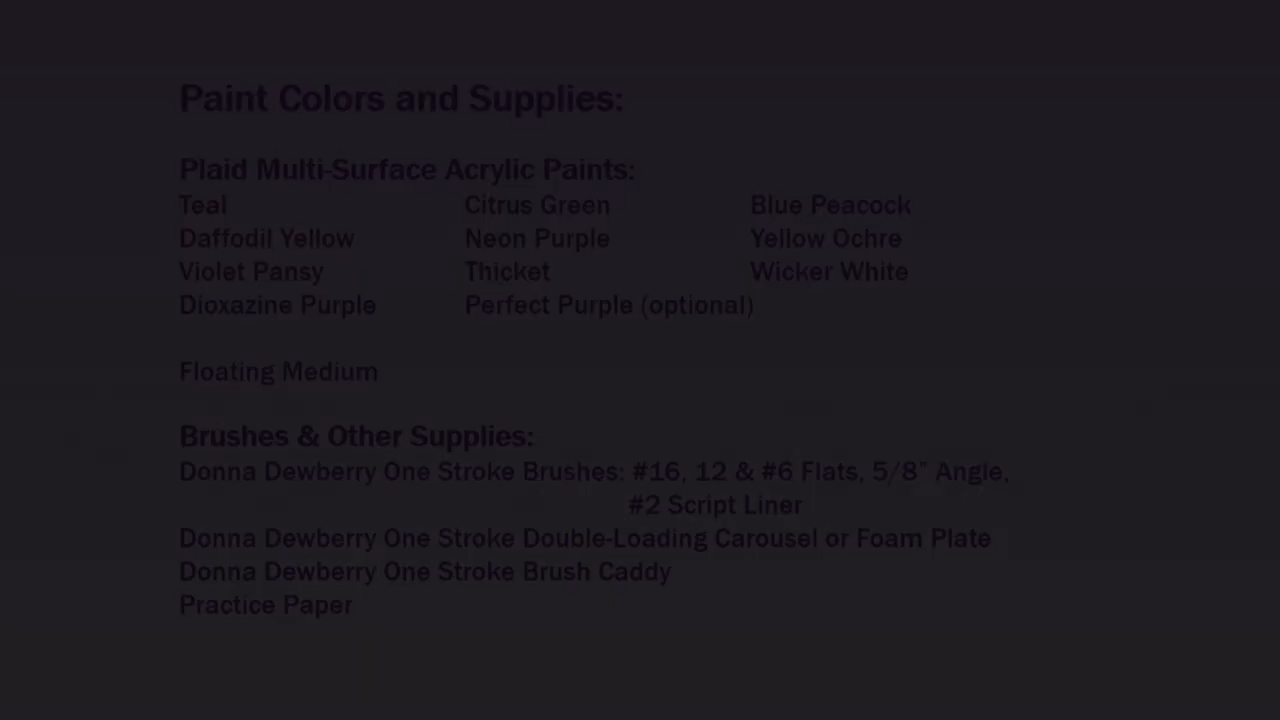 Paint Colors and Supplies:
Plaid Multi-Surface Acrylic Paints:
Teal Citrus Green Blue Peacock
Daffodil Yellow Neon Purple Yellow Ochre
Violet Pansy Thicket Wicker White
Dioxazine Purple Perfect Purple (optional)
Floating Medium
Brushes & Other Supplies:
Donna Dewberry One Stroke Brushes: #16, 12 & #6 Flats, 5/8" Angle,
#2 Script Liner
Donna Dewberry One Stroke Double-Loading Carousel or Foam Plate
Donna Dewberry One Stroke Brush Caddy
Practice Paper